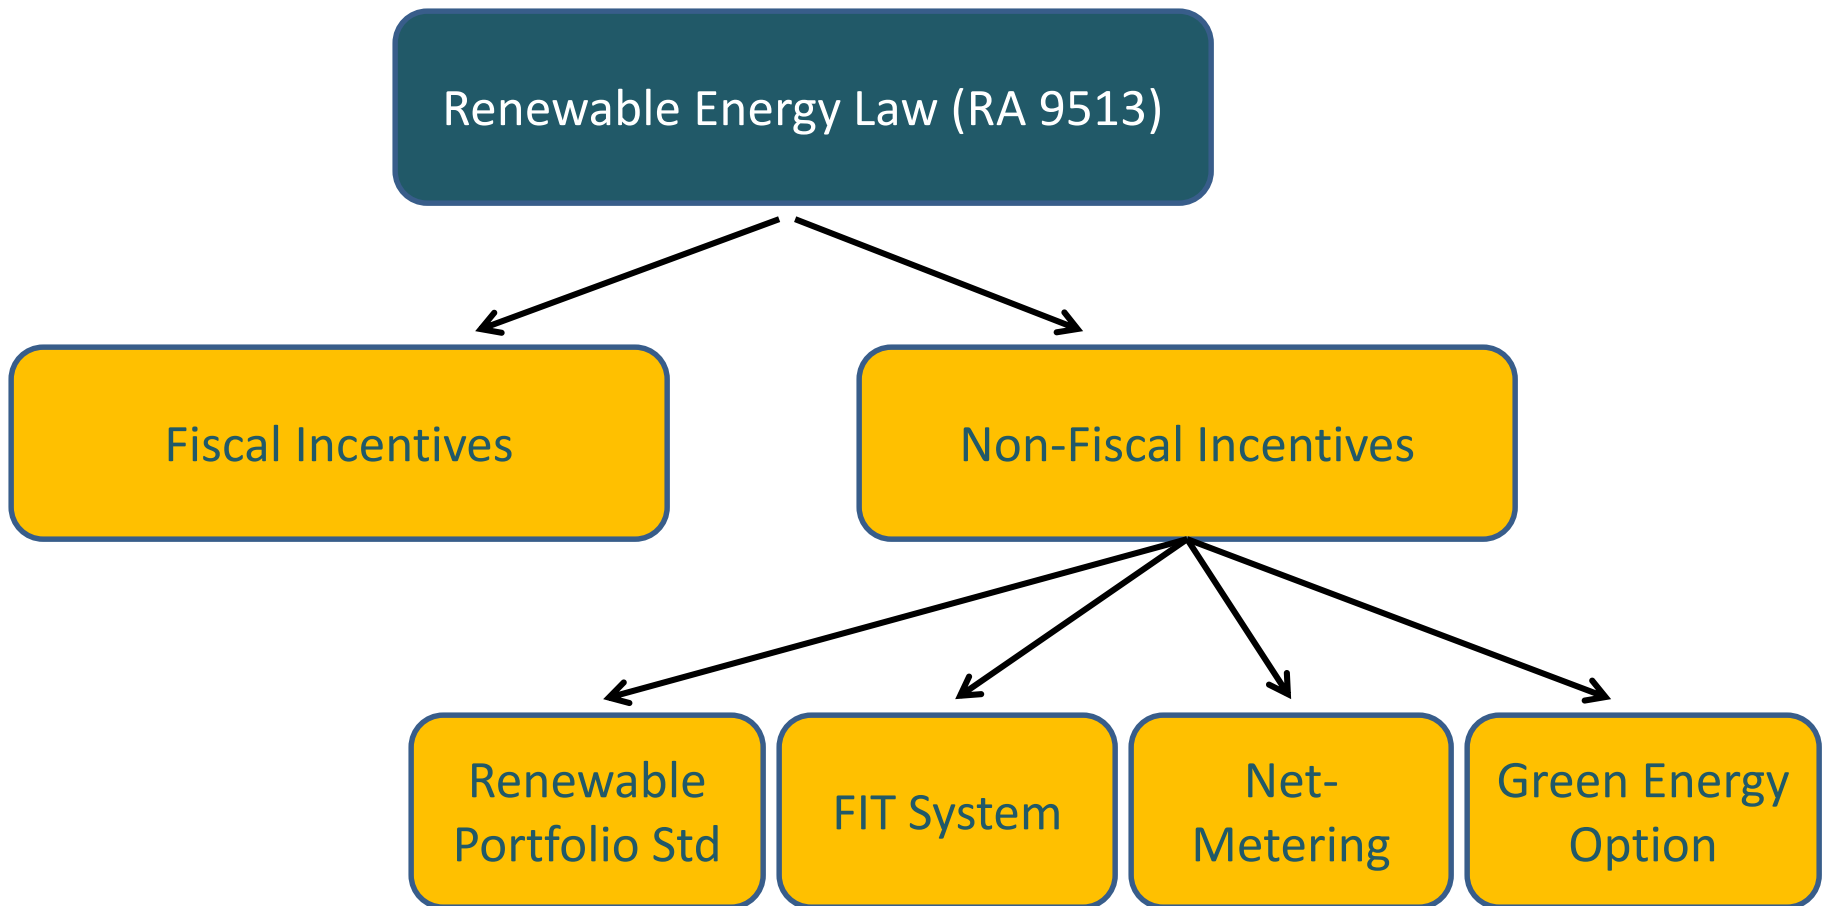 Renewable Energy Law (RA 9513)
Fiscal Incentives
Non-Fiscal Incentives
Renewable
Portfolio Std
FIT System
Net-
Metering
Green Energy
Option